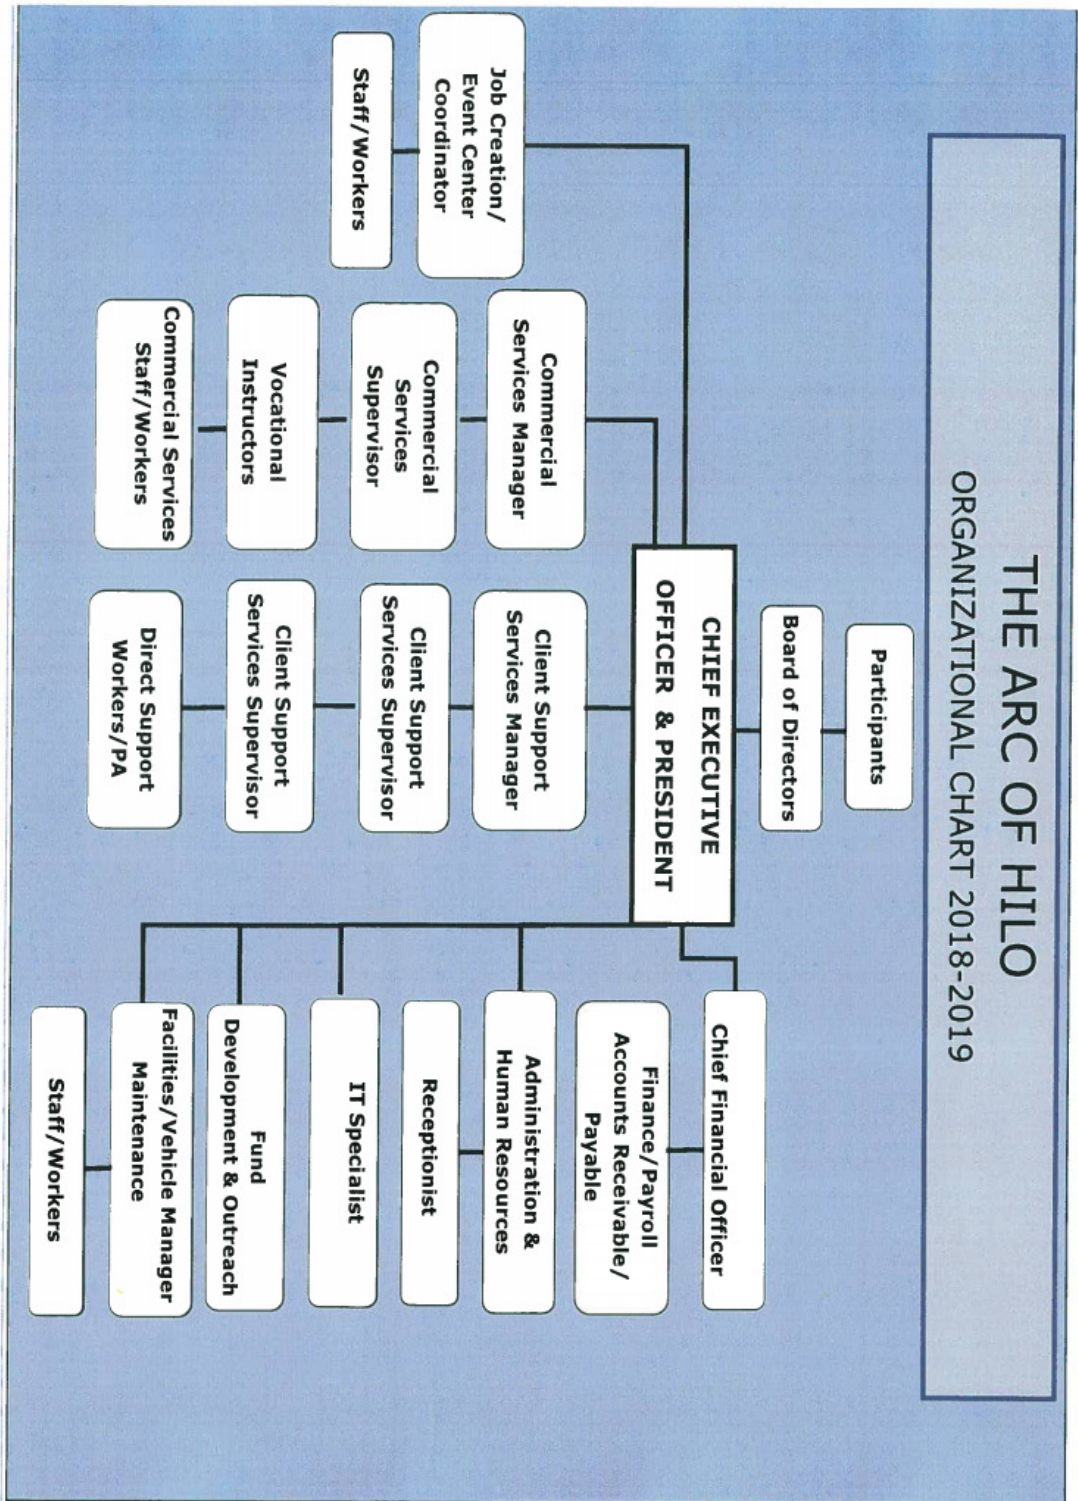 THE ARC OF HILO
ORGANIZATIONAL CHART 2018-2019
Participants
Board of Directors
CHIEF EXECUTIVE
OFFICER & PRESIDENT
Job Creation/
Event Center
Coordinator
Staff/Workers
Commercial
Services Manager
Commercial
Services
Supervisor
Vocational
Instructors
Commercial Services
Staff/Workers
Client Support
Services Manager
Client Support
Services Supervisor
Client Support
Services Supervisor
Direct Support
Workers/PA
Chief Financial Officer
Finance/Payroll
Accounts Receivable/
Payable
Administration &
Human Resources
Receptionist
IT Specialist
Fund
Development & Outreach
Facilities/Vehicle Manager
Maintenance
Staff/Workers